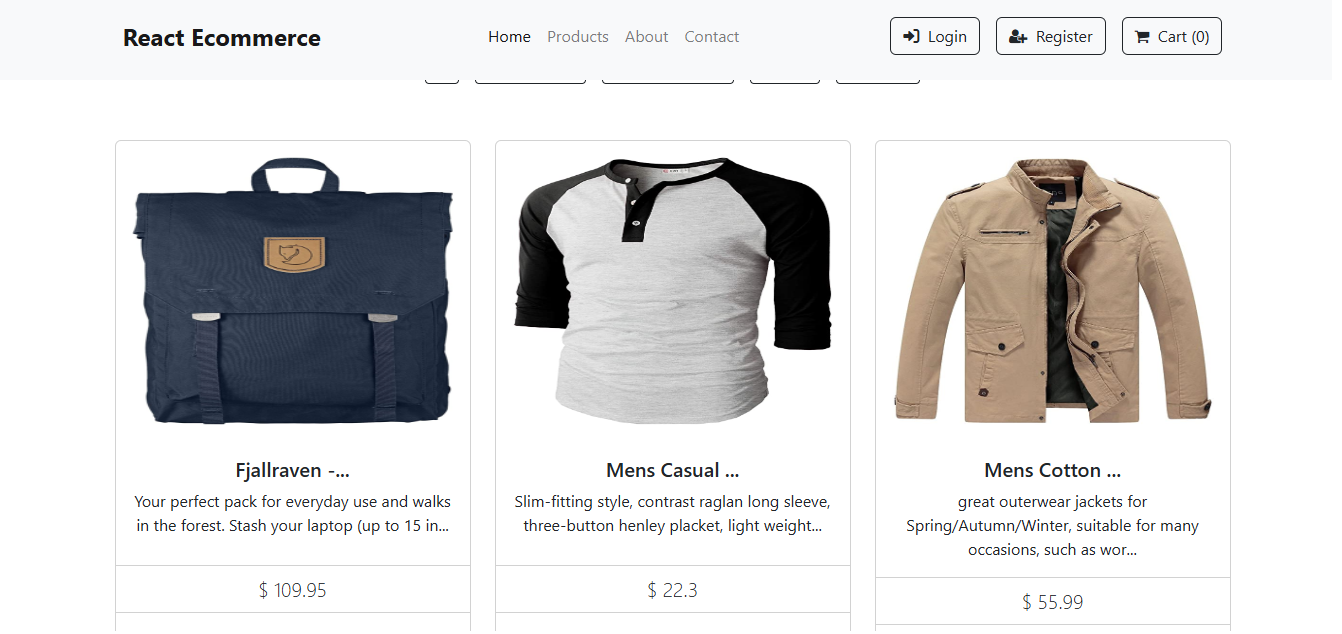 React Ecommerce
Home Products About Contact
Login Register Cart (0)
Fjallraven -...
Your perfect pack for everyday use and walks
in the forest. Stash your laptop (up to 15 in...
$ 109.95
Mens Casual ...
Slim-fitting style, contrast raglan long sleeve,
three-button henley placket, light weight...
$ 22.3
Mens Cotton ...
great outerwear jackets for
Spring/Autumn/Winter, suitable for many
occasions, such as wor...
$ 55.99